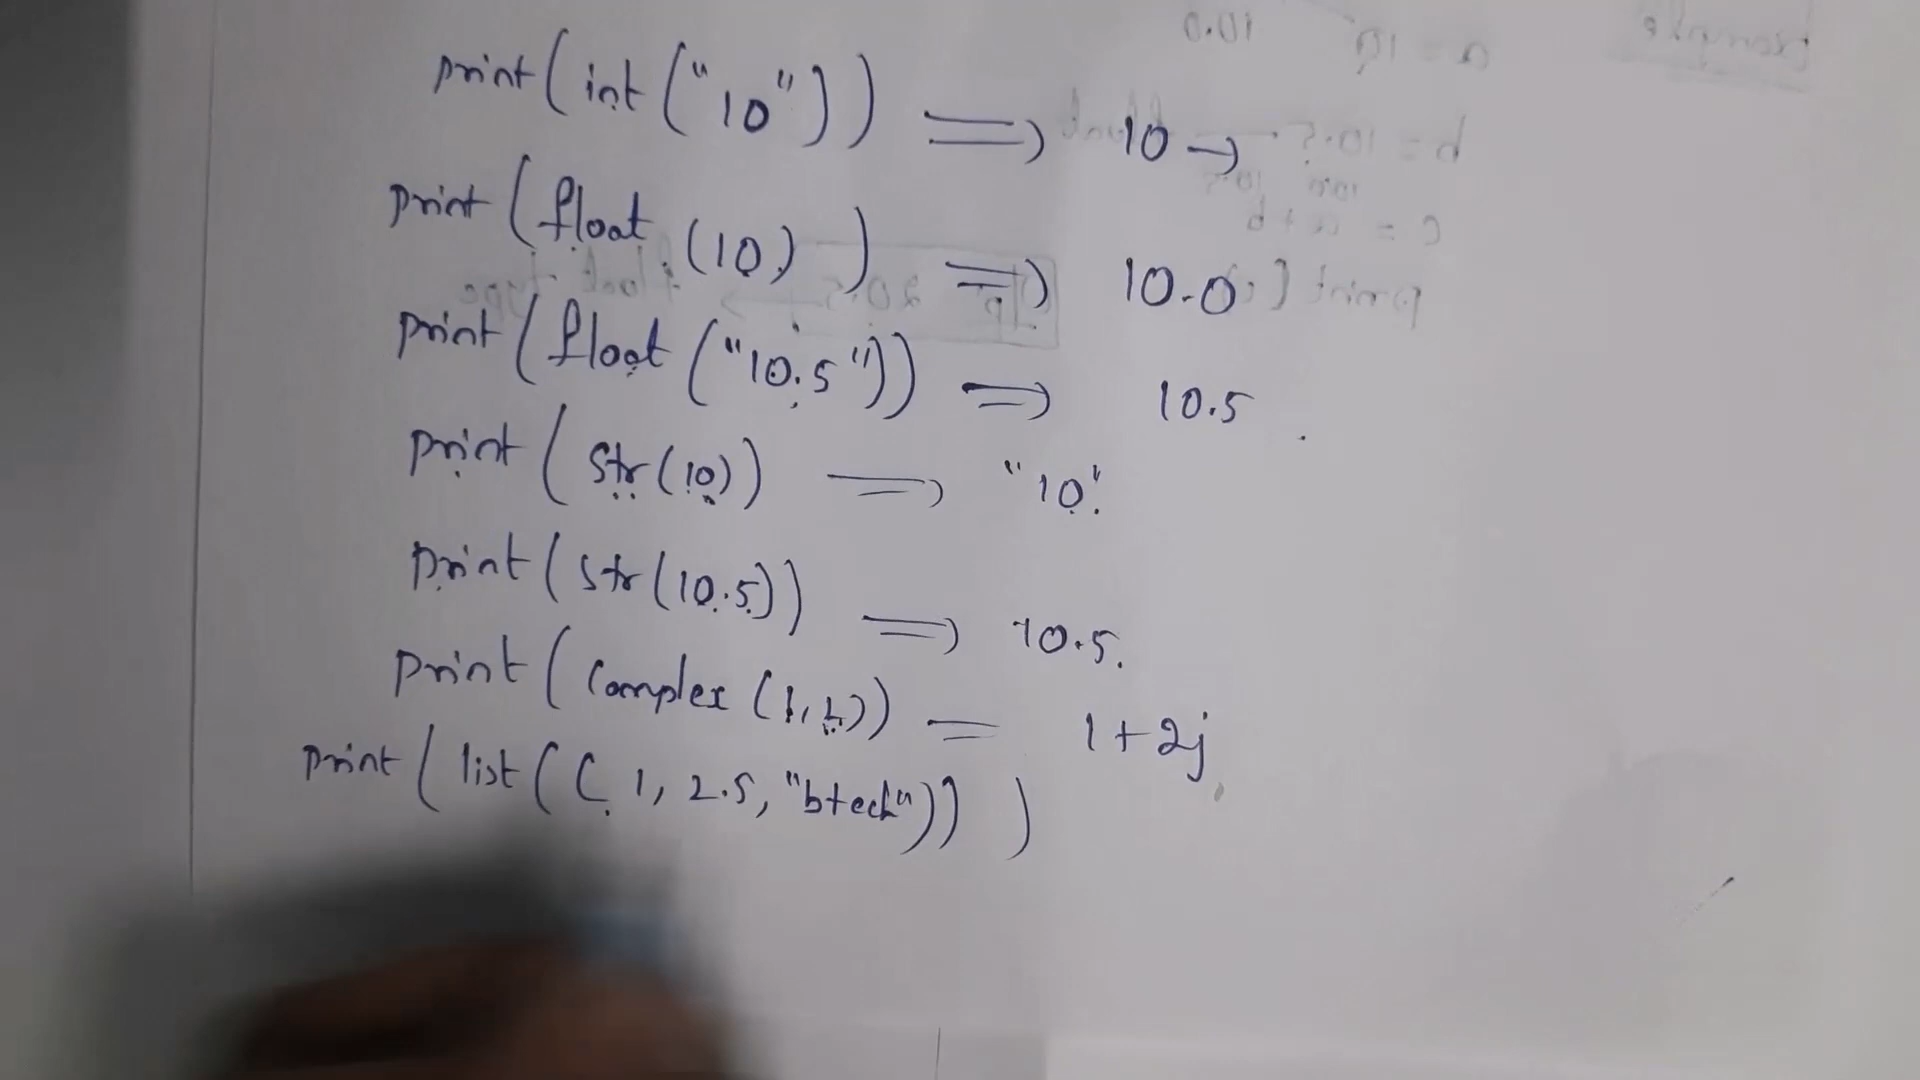 print(int("10")) => 10 →
print(float(10)) => 10.0
print(float("10.5")) => 10.5
print(str(10)) => "10".
print(str(10.5)) => 10.5.
print(complex(1,2)) = 1+2j
print(list((1, 2.5, "btech")))